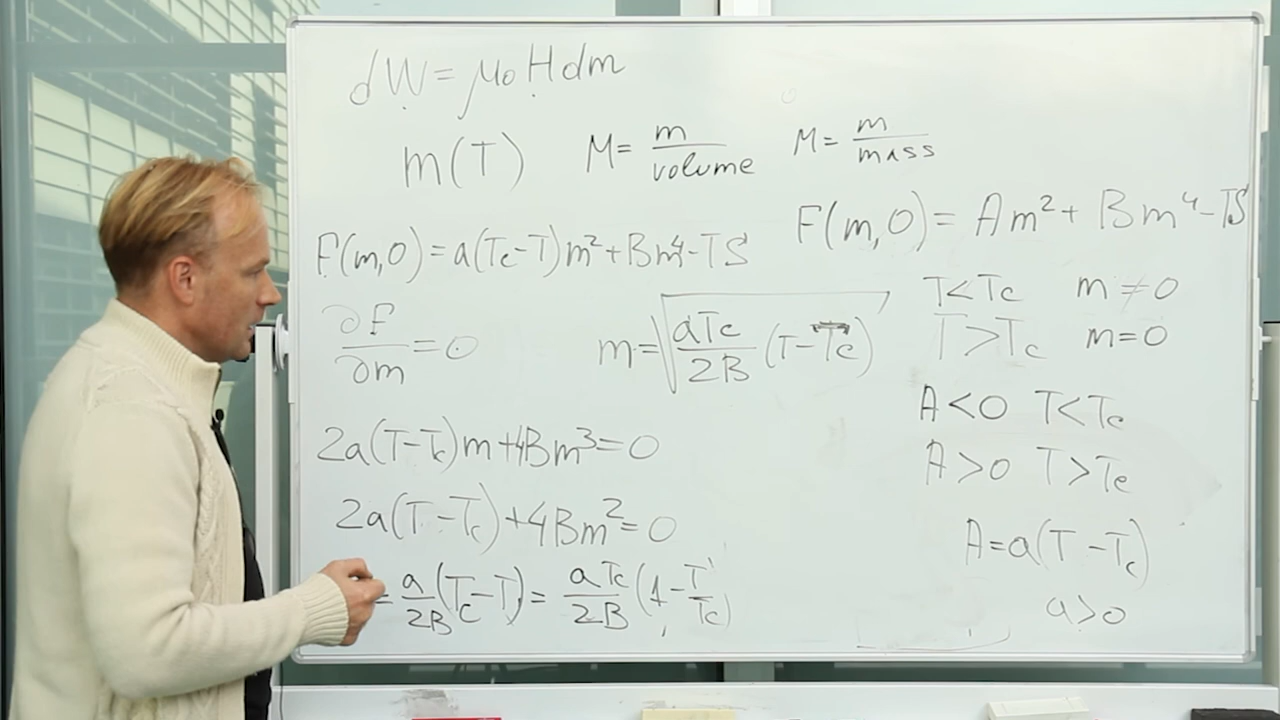 dW = μ₀ H dm
m(T) M = m/volume M = m/mass
F(m,0) = Am² + Bm⁴ - TS
F(m,0) = a(Tc-T)m² + Bm⁴ - TS
T < Tc m ≠ 0
∂F/∂m = 0 m = √(aTc/2B (T - Tc))
T > Tc m = 0
A < 0 T < Tc
2a(T-Tc)m + 4Bm³ = 0
A > 0 T > Tc
2a(T-Tc) + 4Bm² = 0
A = a(T - Tc)
= a/2B (Tc - T) = aTc/2B (1 - T/Tc)
a > 0